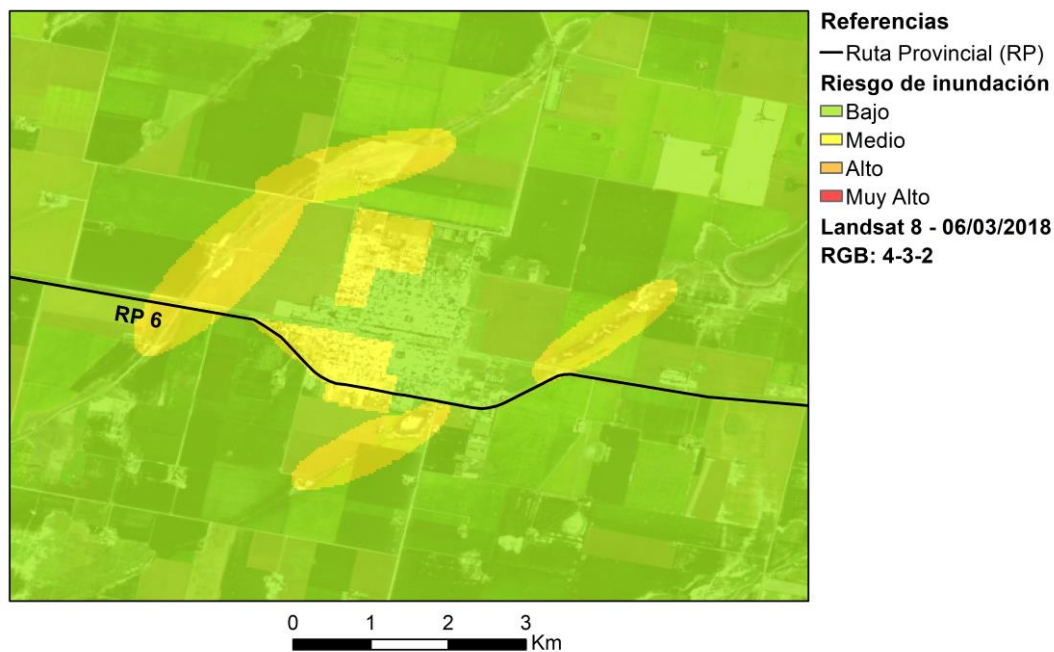 Referencias
Ruta Provincial (RP)
Riesgo de inundación
Bajo
Medio
Alto
Muy Alto
Landsat 8 - 06/03/2018
RGB: 4-3-2
RP 6
0 1 2 3
Km